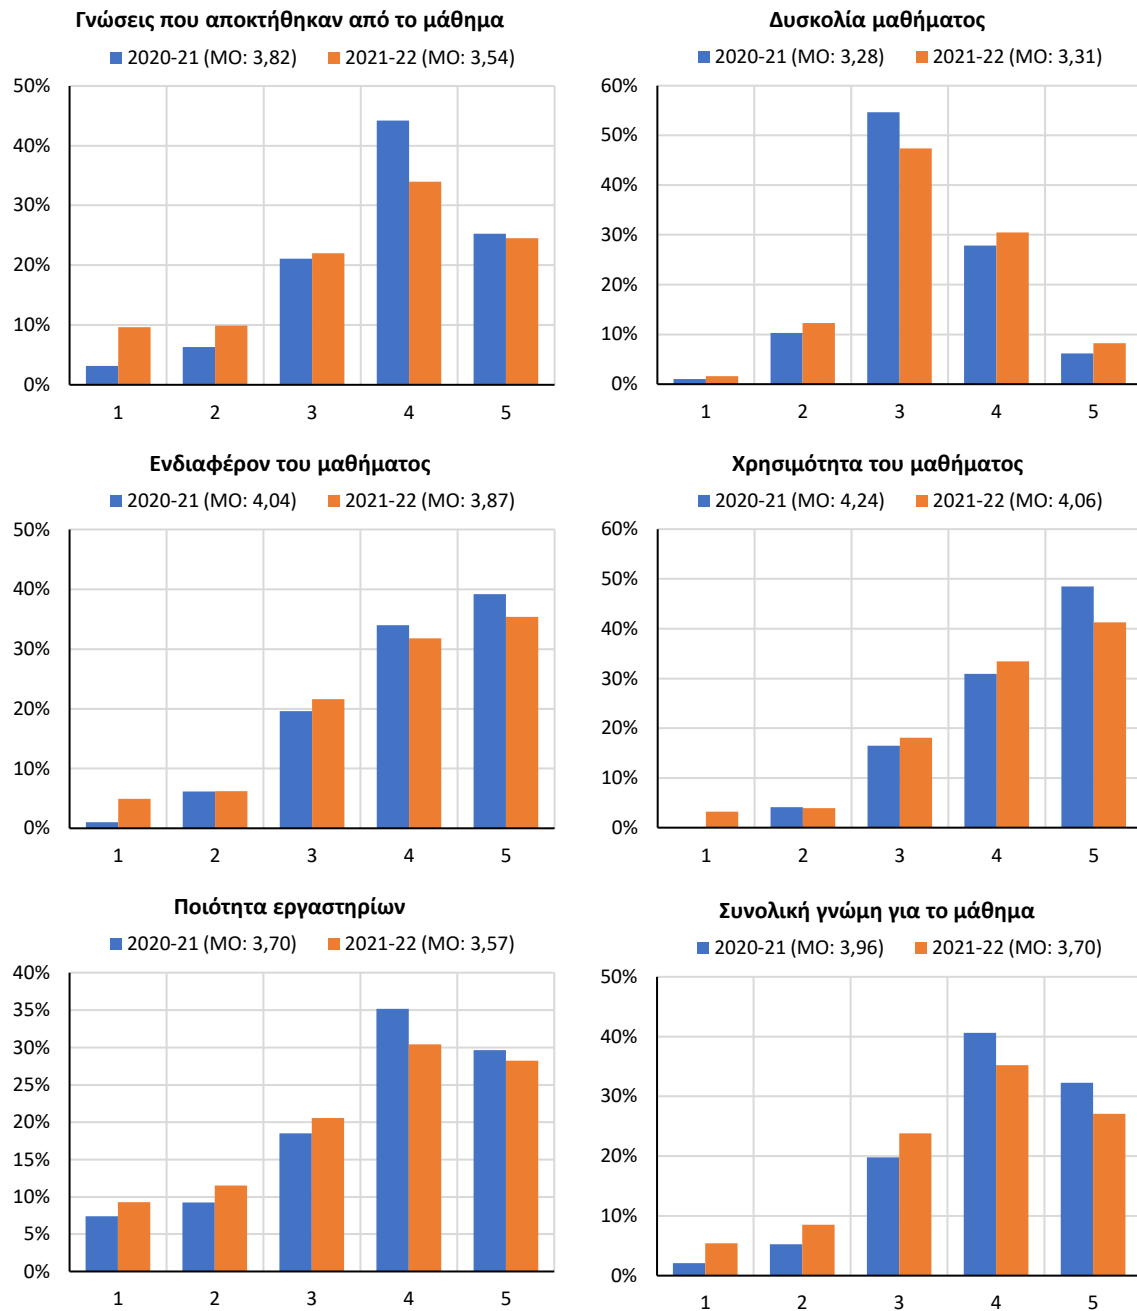 Γνώσεις που αποκτήθηκαν από το μάθημα
2020-21 (ΜΟ: 3,82) 2021-22 (ΜΟ: 3,54)
50%
40%
30%
20%
10%
0%
1 2 3 4 5
Δυσκολία μαθήματος
2020-21 (ΜΟ: 3,28) 2021-22 (ΜΟ: 3,31)
60%
50%
40%
30%
20%
10%
0%
1 2 3 4 5
Ενδιαφέρον του μαθήματος
2020-21 (ΜΟ: 4,04) 2021-22 (ΜΟ: 3,87)
50%
40%
30%
20%
10%
0%
1 2 3 4 5
Χρησιμότητα του μαθήματος
2020-21 (ΜΟ: 4,24) 2021-22 (ΜΟ: 4,06)
60%
50%
40%
30%
20%
10%
0%
1 2 3 4 5
Ποιότητα εργαστηρίων
2020-21 (ΜΟ: 3,70) 2021-22 (ΜΟ: 3,57)
40%
35%
30%
25%
20%
15%
10%
5%
0%
1 2 3 4 5
Συνολική γνώμη για το μάθημα
2020-21 (ΜΟ: 3,96) 2021-22 (ΜΟ: 3,70)
50%
40%
30%
20%
10%
0%
1 2 3 4 5